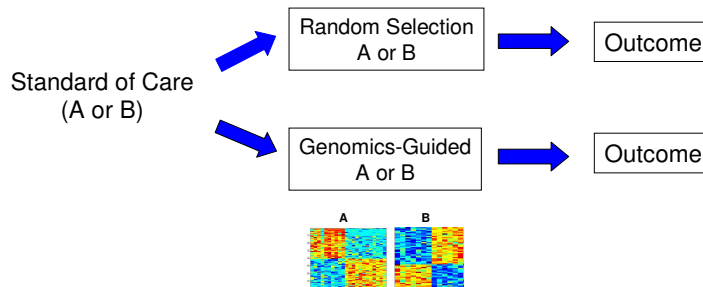 Standard of Care
(A or B)
Random Selection
A or B
Outcome
Genomics-Guided
A or B
Outcome
A
B